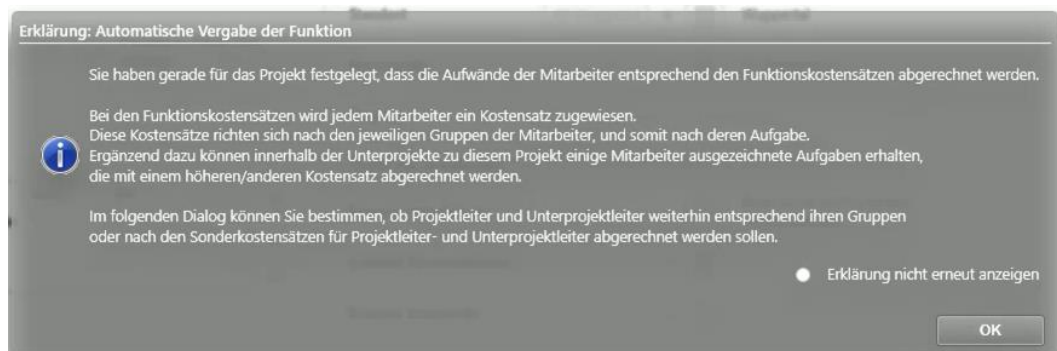 Standort
Wuppertal
Erklärung: Automatische Vergabe der Funktion
Sie haben gerade für das Projekt festgelegt, dass die Aufwände der Mitarbeiter entsprechend den Funktionskostensätzen abgerechnet werden.
Bei den Funktionskostensätzen wird jedem Mitarbeiter ein Kostensatz zugewiesen.
Diese Kostensätze richten sich nach den jeweiligen Gruppen der Mitarbeiter, und somit nach deren Aufgabe.
Ergänzend dazu können innerhalb der Unterprojekte zu diesem Projekt einige Mitarbeiter ausgezeichnete Aufgaben erhalten,
die mit einem höheren/anderen Kostensatz abgerechnet werden.
Im folgenden Dialog können Sie bestimmen, ob Projektleiter und Unterprojektleiter weiterhin entsprechend ihren Gruppen
oder nach den Sonderkostensätzen für Projektleiter- und Unterprojektleiter abgerechnet werden sollen.
Erklärung nicht erneut anzeigen
OK